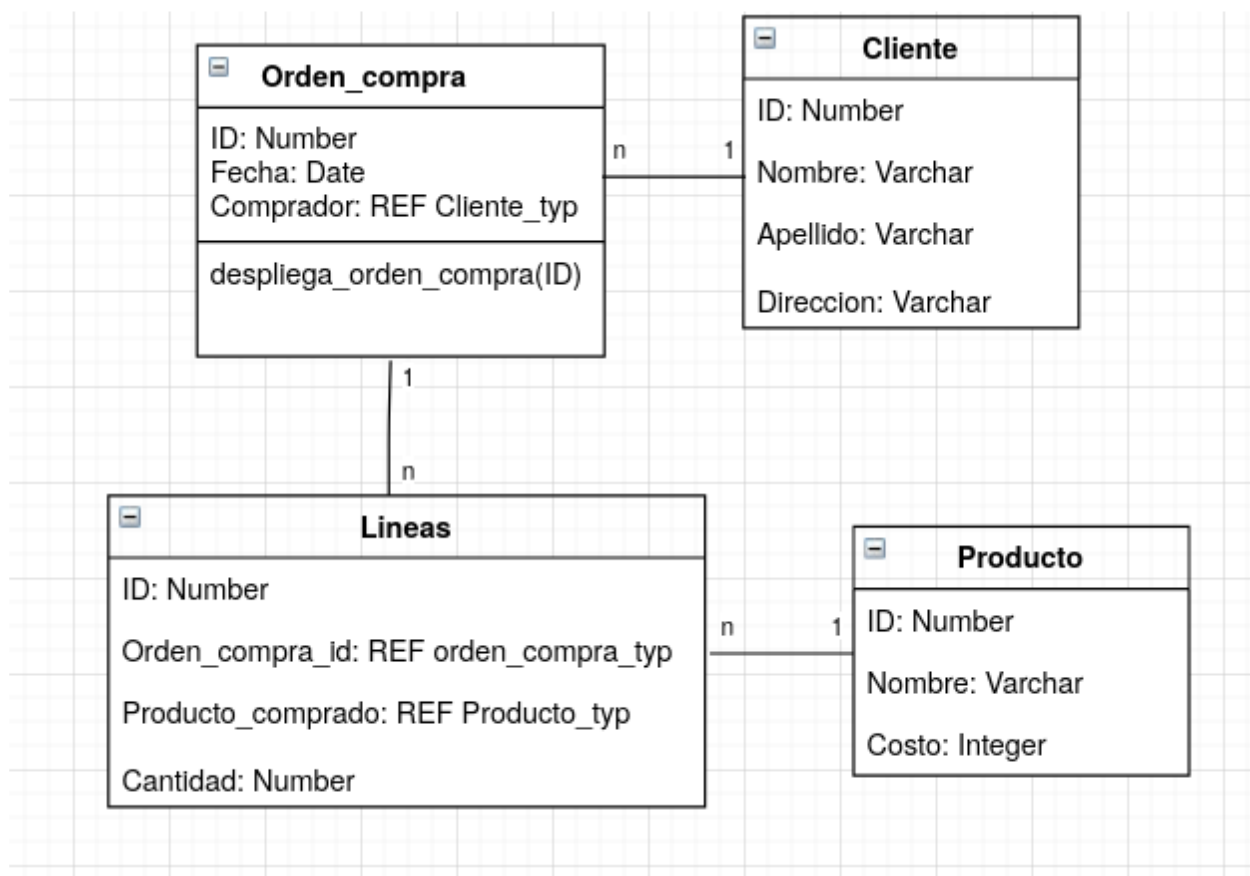 Orden_compra
ID: Number
Fecha: Date
Comprador: REF Cliente_typ
despliega_orden_compra(ID)
n
1
Cliente
ID: Number
Nombre: Varchar
Apellido: Varchar
Direccion: Varchar
1
n
Lineas
ID: Number
Orden_compra_id: REF orden_compra_typ
Producto_comprado: REF Producto_typ
Cantidad: Number
n
1
Producto
ID: Number
Nombre: Varchar
Costo: Integer